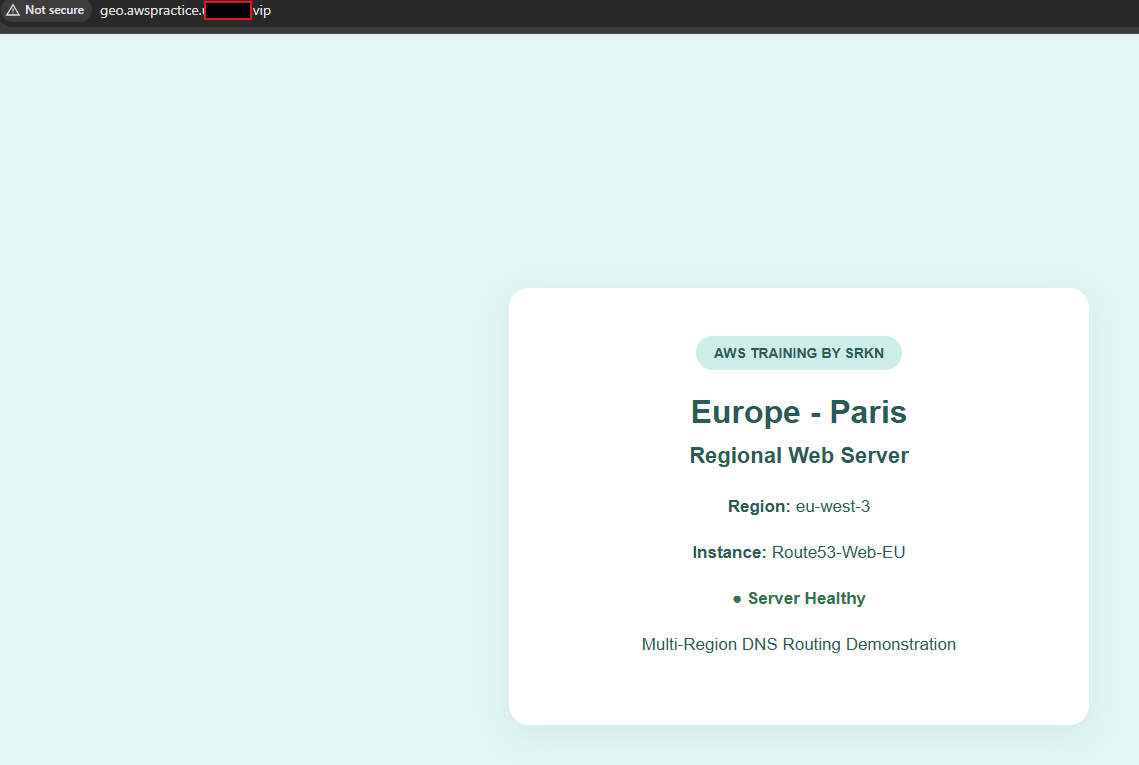 Not secure geo.awspractice.u vip
AWS TRAINING BY SRKN
Europe - Paris
Regional Web Server
Region: eu-west-3
Instance: Route53-Web-EU
● Server Healthy
Multi-Region DNS Routing Demonstration